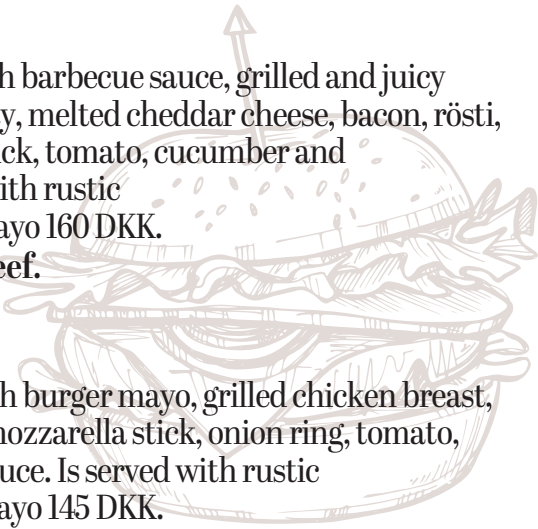 h barbecue sauce, grilled and juicy
y, melted cheddar cheese, bacon, rösti,
ck, tomato, cucumber and
ith rustic
ayo 160 DKK.
eef.
h burger mayo, grilled chicken breast,
nozzarella stick, onion ring, tomato,
uce. Is served with rustic
ayo 145 DKK.